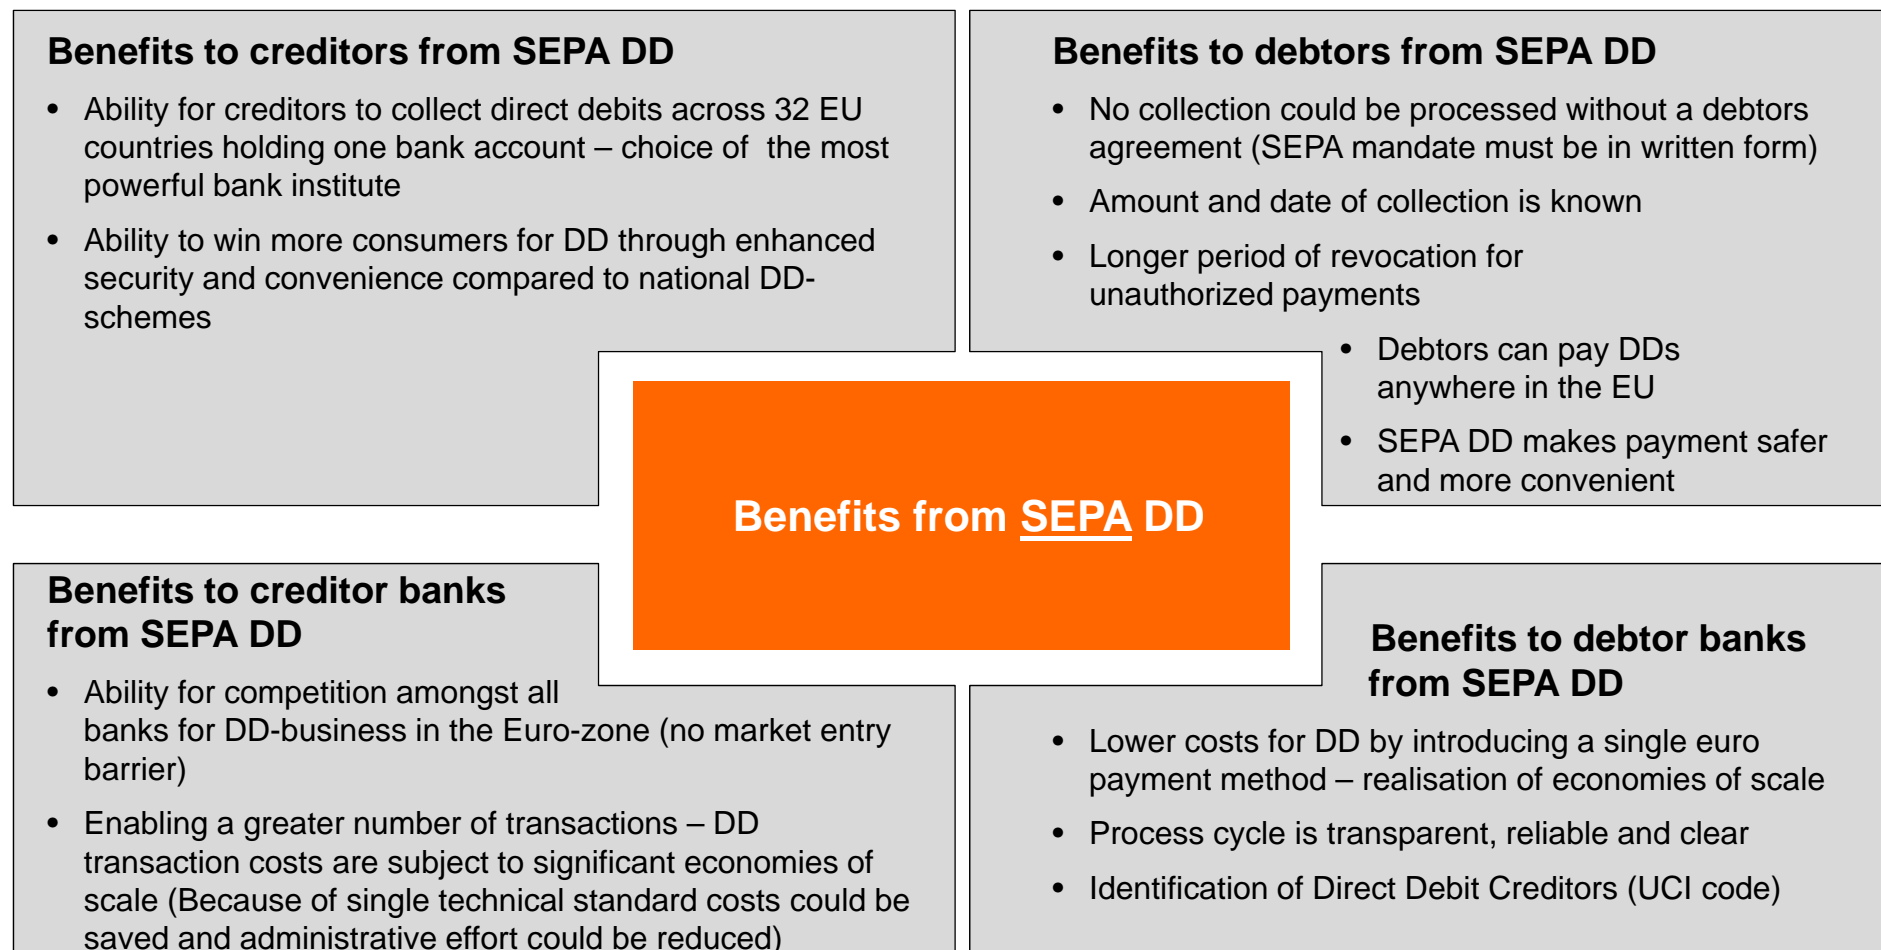 Benefits to creditors from SEPA DD
• Ability for creditors to collect direct debits across 32 EU
countries holding one bank account – choice of  the most
powerful bank institute
• Ability to win more consumers for DD through enhanced
security and convenience compared to national DD-
schemes
Benefits to debtors from SEPA DD
• No collection could be processed without a debtors
agreement (SEPA mandate must be in written form)
• Amount and date of collection is known
• Longer period of revocation for
unauthorized payments
• Debtors can pay DDs
anywhere in the EU
• SEPA DD makes payment safer
and more convenient
Benefits from SEPA DD
Benefits to creditor banks
from SEPA DD
• Ability for competition amongst all
banks for DD-business in the Euro-zone (no market entry
barrier)
• Enabling a greater number of transactions – DD
transaction costs are subject to significant economies of
scale (Because of single technical standard costs could be
saved and administrative effort could be reduced)
Benefits to debtor banks
from SEPA DD
• Lower costs for DD by introducing a single euro
payment method – realisation of economies of scale
• Process cycle is transparent, reliable and clear
• Identification of Direct Debit Creditors (UCI code)